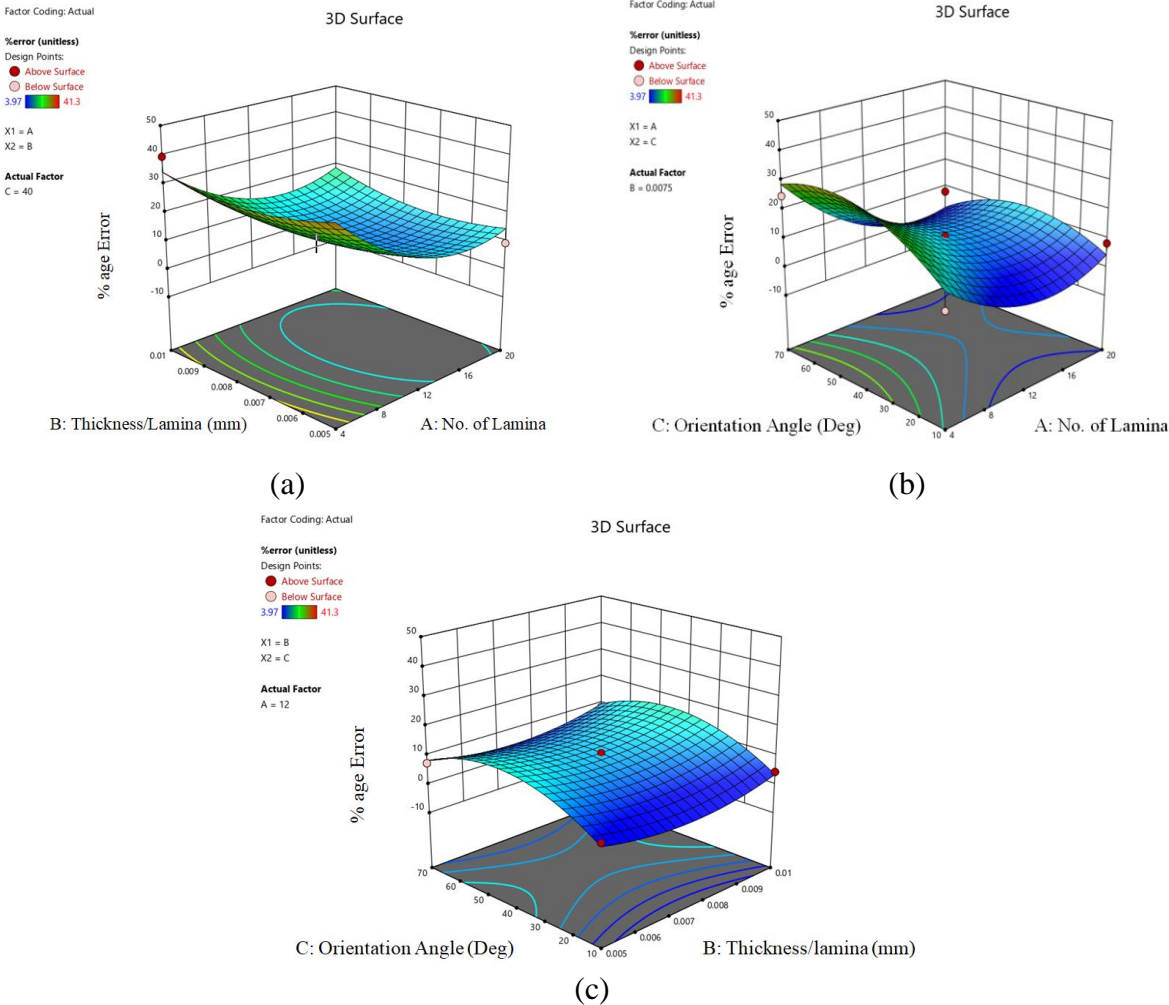 Factor Coding: Actual
3D Surface
%error (unitless)
Design Points:
Above Surface
Below Surface
3.97 41.3
X1 = A
X2 = B
Actual Factor
C = 40
% age Error
50
40
30
20
10
0
-10
0.01
0.009
0.008
0.007
0.006
0.005
4
8
12
16
20
B: Thickness/Lamina (mm)
A: No. of Lamina
(a)
Factor Coding: Actual
3D Surface
%error (unitless)
Design Points:
Above Surface
Below Surface
3.97 41.3
X1 = A
X2 = C
Actual Factor
B = 0.0075
% age Error
50
40
30
20
10
0
-10
70
60
50
40
30
20
10
4
8
12
16
20
C: Orientation Angle (Deg)
A: No. of Lamina
(b)
Factor Coding: Actual
3D Surface
%error (unitless)
Design Points:
Above Surface
Below Surface
3.97 41.3
X1 = B
X2 = C
Actual Factor
A = 12
% age Error
50
40
30
20
10
0
-10
70
60
50
40
30
20
10
0.005
0.006
0.007
0.008
0.009
0.01
C: Orientation Angle (Deg)
B: Thickness/lamina (mm)
(c)